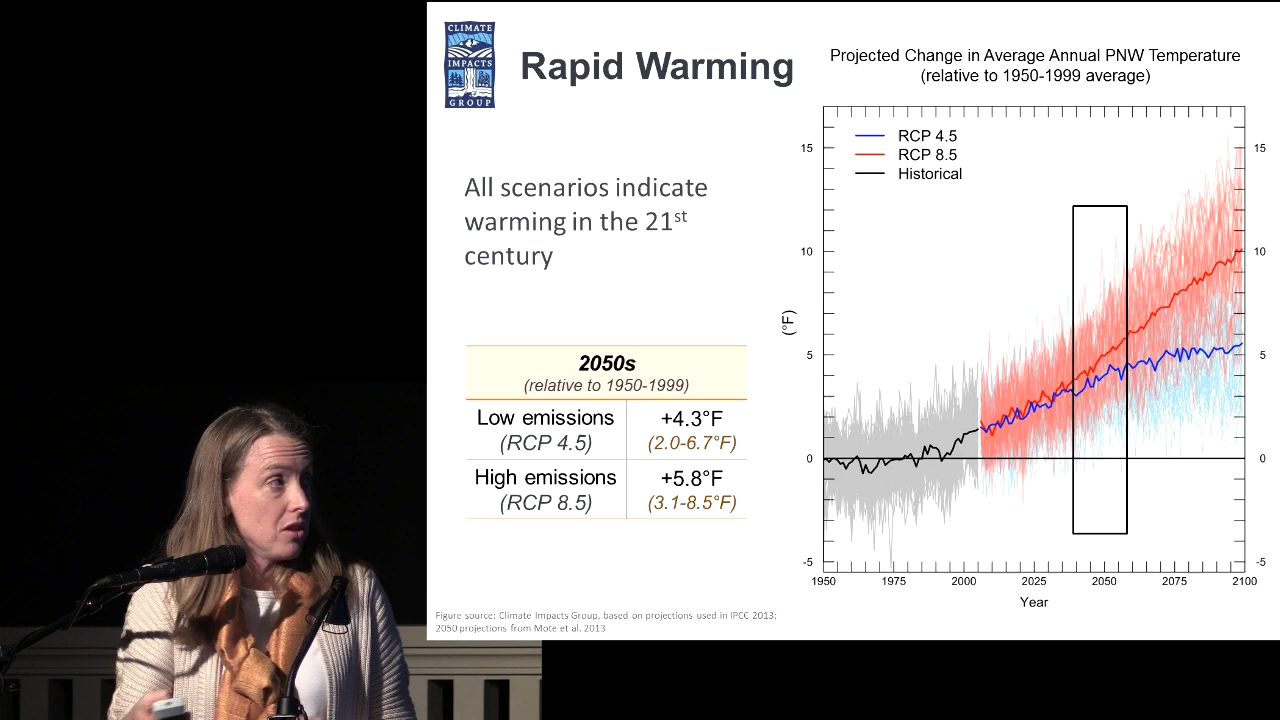 CLIMATE
IMPACTS
GROUP
Rapid Warming
All scenarios indicate
warming in the 21st
century
2050s
(relative to 1950-1999)
Low emissions
(RCP 4.5)
+4.3°F
(2.0-6.7°F)
High emissions
(RCP 8.5)
+5.8°F
(3.1-8.5°F)
Figure source: Climate Impacts Group, based on projections used in IPCC 2013;
2050 projections from Mote et al. 2013
Projected Change in Average Annual PNW Temperature
(relative to 1950-1999 average)
RCP 4.5
RCP 8.5
Historical
15
10
5
0
-5
(°F)
15
10
5
0
-5
1950 1975 2000 2025 2050 2075 2100
Year